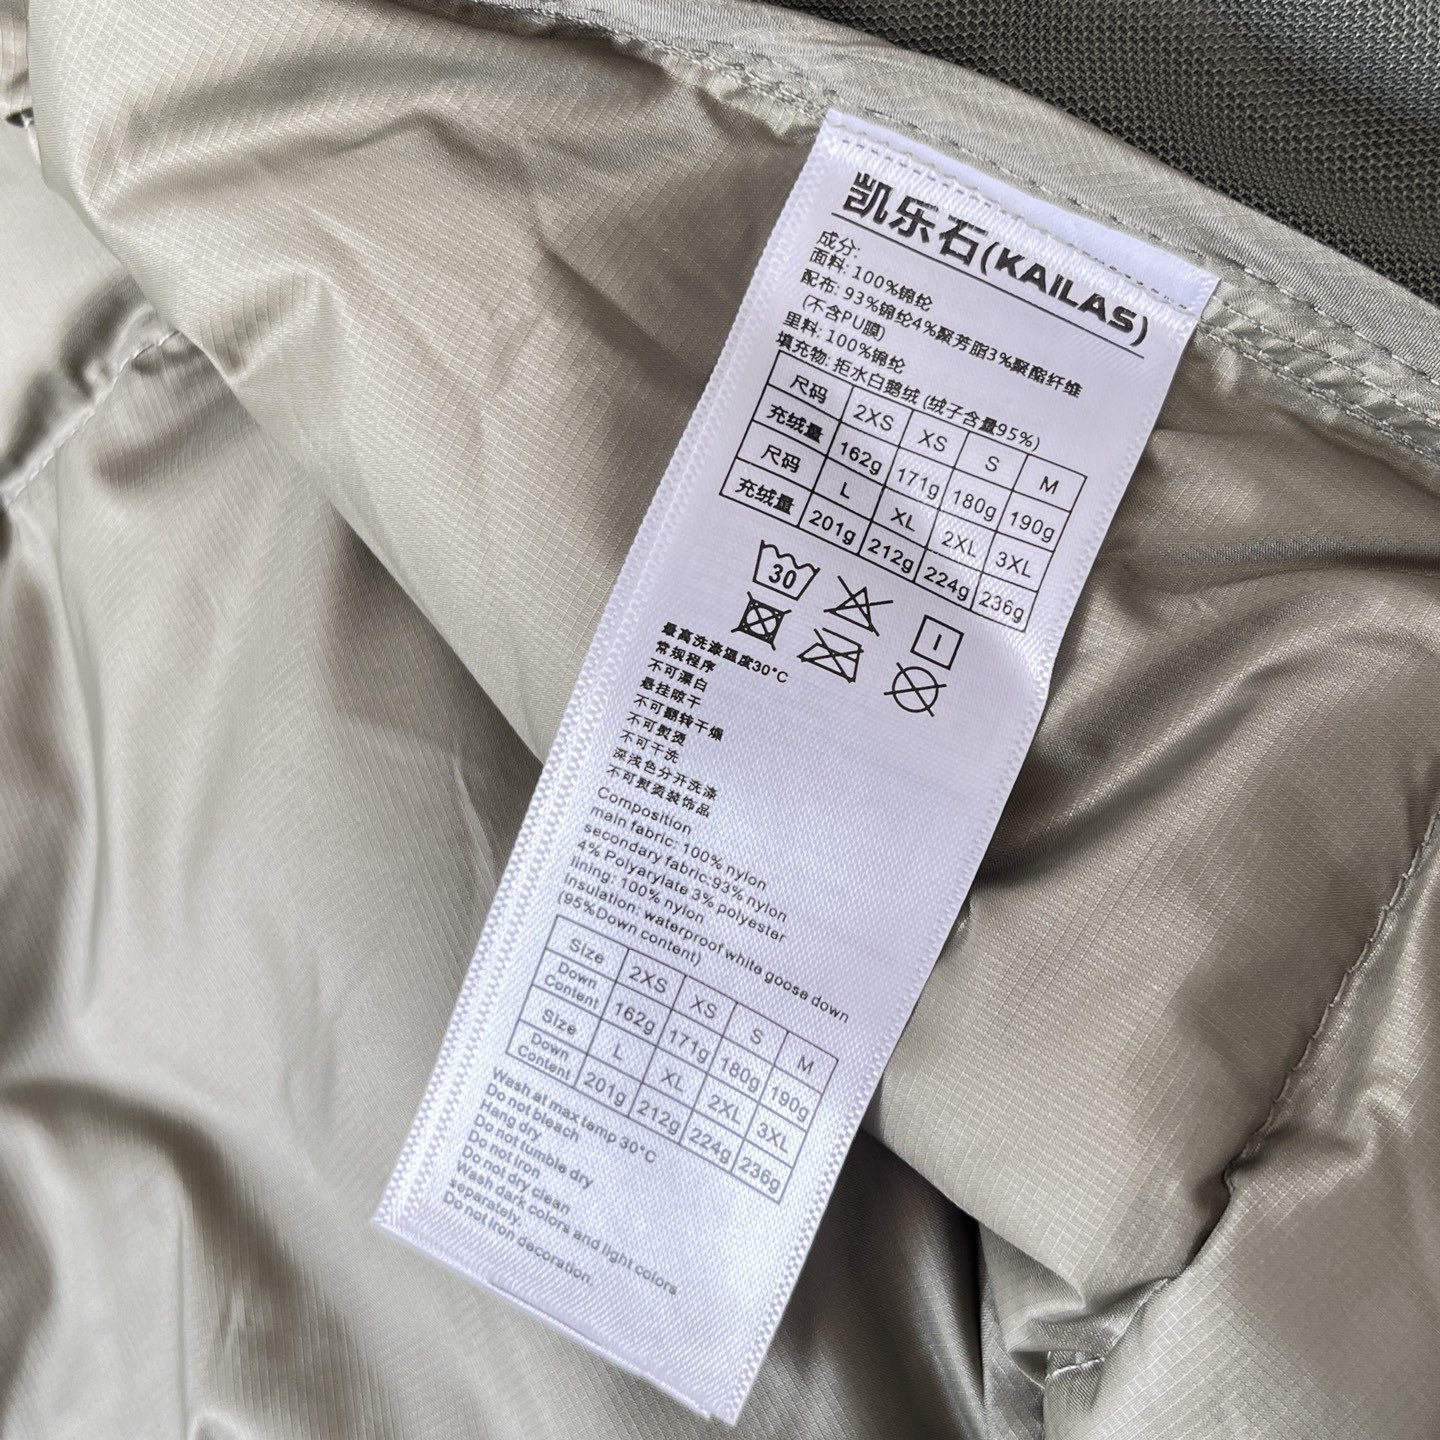 凯乐石(KAILAS)
成分:
面料: 100%锦纶
配布: 93%锦纶4%聚芳脂3%聚酯纤维
(不含PU膜)
里料: 100%锦纶
填充物: 拒水白鹅绒 (绒子含量95%)
尺码 2XS XS S M
充绒量 162g 171g 180g 190g
尺码 L XL 2XL 3XL
充绒量 201g 212g 224g 236g
30
最高洗涤温度30°C
常规程序
不可漂白
悬挂晾干
不可翻转干燥
不可熨烫
不可干洗
深浅色分开洗涤
不可熨烫装饰品
Composition
main fabric: 100% nylon
secondary fabric:93% nylon
4% Polyarylate 3% polyester
lining: 100% nylon
Insulation: waterproof white goose down
(95%Down content)
Size 2XS XS S M
Down Content 162g 171g 180g 190g
Size L XL 2XL 3XL
Down Content 201g 212g 224g 236g
Wash at max temp 30°C
Do not bleach
Hang dry
Do not tumble dry
Do not iron
Do not dry clean
Wash dark colors and light colors
separately.
Do not iron decoration.